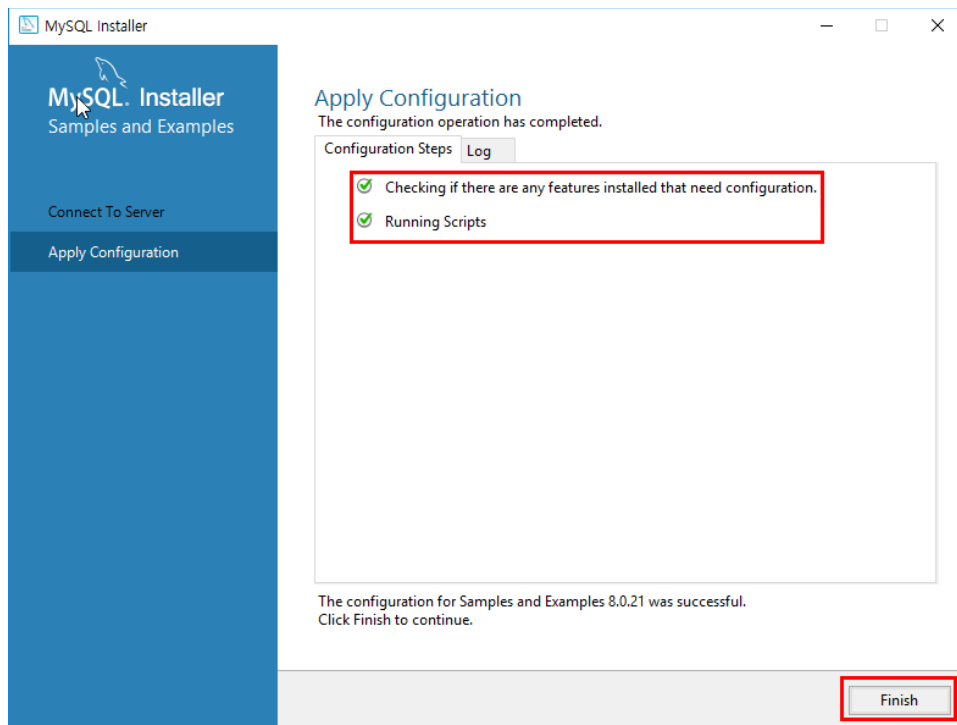 MySQL Installer
MySQL. Installer
Samples and Examples
Connect To Server
Apply Configuration
Apply Configuration
The configuration operation has completed.
Configuration Steps Log
Checking if there are any features installed that need configuration.
Running Scripts
The configuration for Samples and Examples 8.0.21 was successful.
Click Finish to continue.
Finish